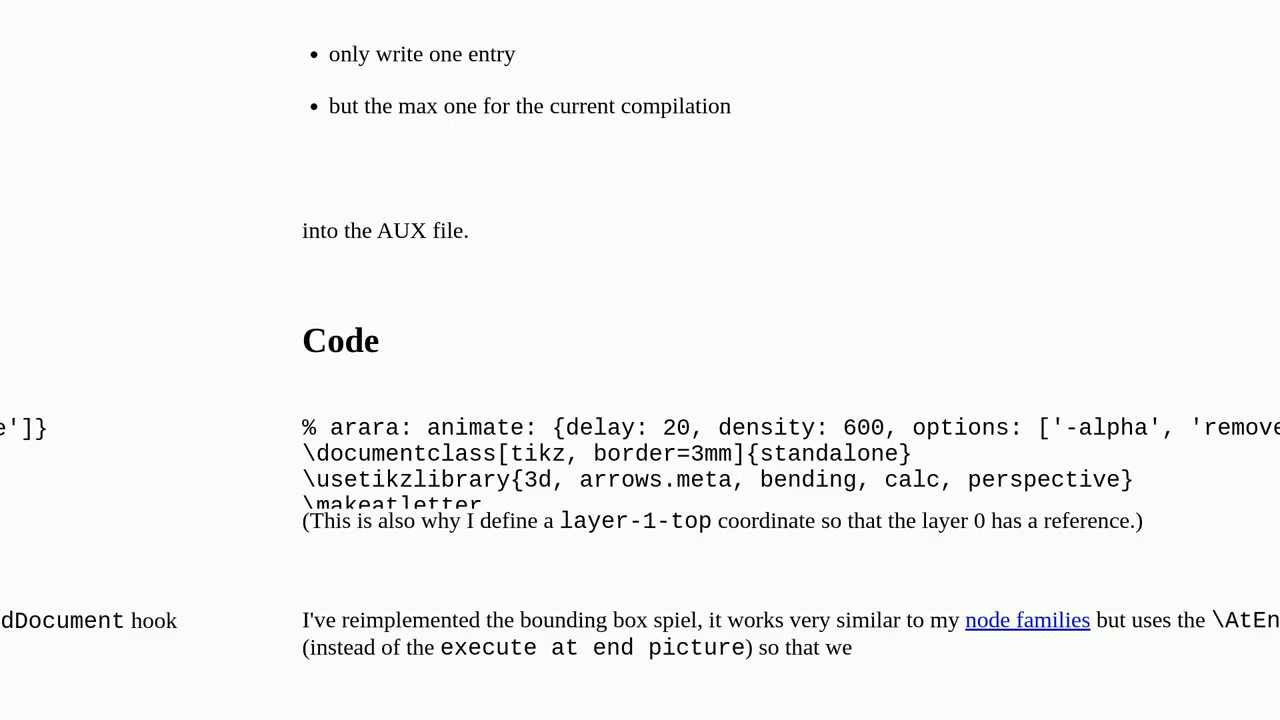 • only write one entry
• but the max one for the current compilation
into the AUX file.
Code
e']}
% arara: animate: {delay: 20, density: 600, options: ['-alpha', 'remove
\documentclass[tikz, border=3mm]{standalone}
\usetikzlibrary{3d, arrows.meta, bending, calc, perspective}
\makeatletter
(This is also why I define a layer-1-top coordinate so that the layer 0 has a reference.)
dDocument hook
I've reimplemented the bounding box spiel, it works very similar to my node families but uses the \AtEn
(instead of the execute at end picture) so that we